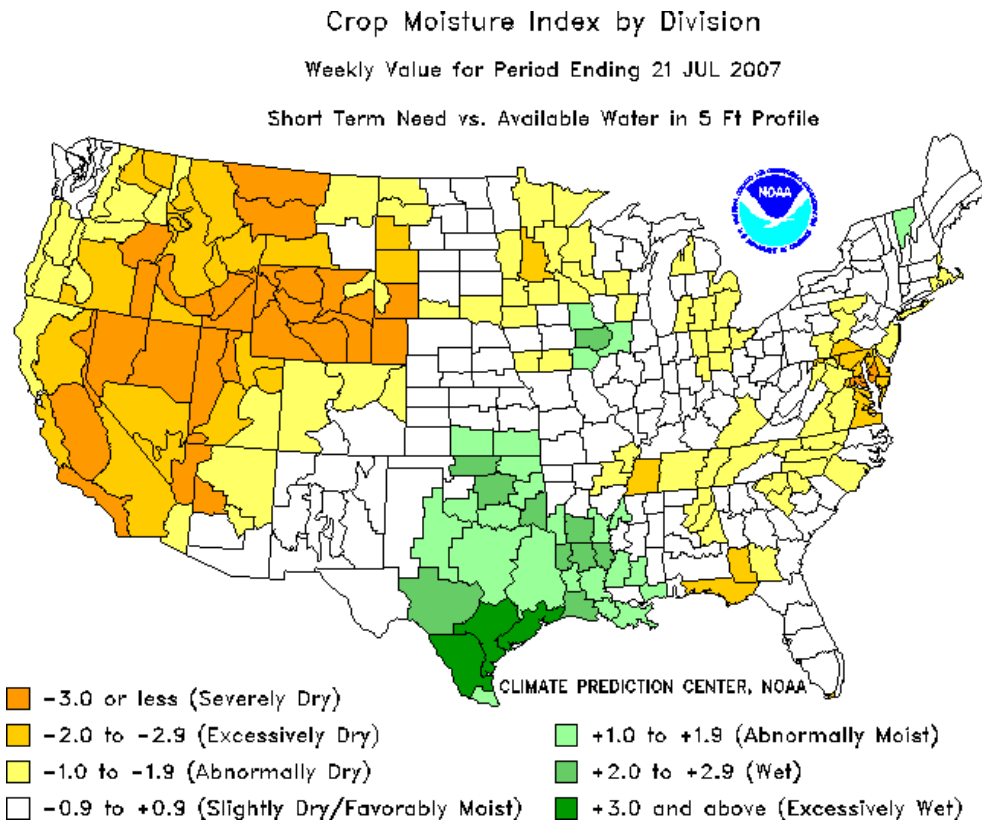 Crop Moisture Index by Division
Weekly Value for Period Ending 21 JUL 2007
Short Term Need vs. Available Water in 5 Ft Profile
NOAA
CLIMATE PREDICTION CENTER, NOAA
-3.0 or less (Severely Dry)
-2.0 to -2.9 (Excessively Dry)
-1.0 to -1.9 (Abnormally Dry)
-0.9 to +0.9 (Slightly Dry/Favorably Moist)
+1.0 to +1.9 (Abnormally Moist)
+2.0 to +2.9 (Wet)
+3.0 and above (Excessively Wet)